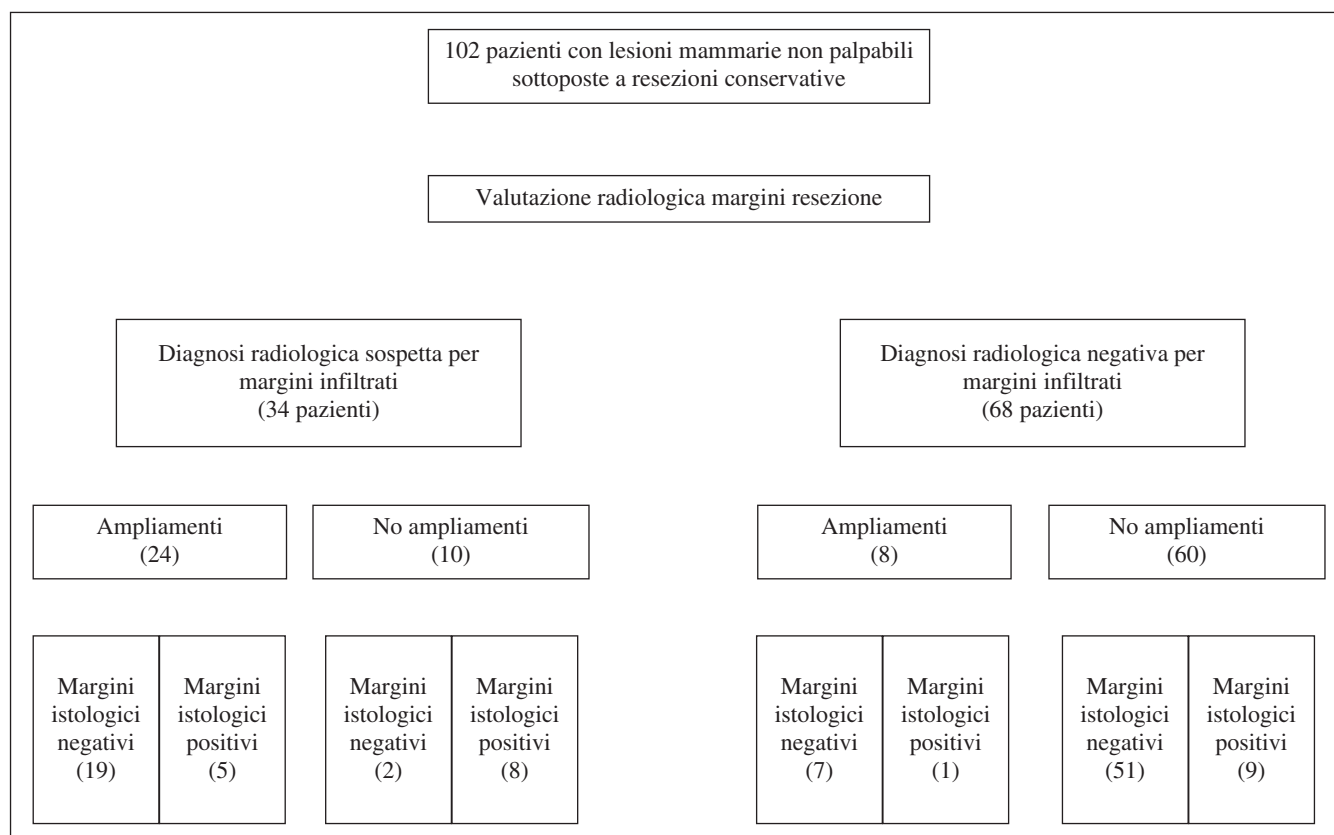 102 pazienti con lesioni mammarie non palpabili
sottoposte a resezioni conservative
Valutazione radiologica margini resezione
Diagnosi radiologica sospetta per
margini infiltrati
(34 pazienti)
Diagnosi radiologica negativa per
margini infiltrati
(68 pazienti)
Ampliamenti
(24)
No ampliamenti
(10)
Ampliamenti
(8)
No ampliamenti
(60)
Margini
istologici
negativi
(19)
Margini
istologici
positivi
(5)
Margini
istologici
negativi
(2)
Margini
istologici
positivi
(8)
Margini
istologici
negativi
(7)
Margini
istologici
positivi
(1)
Margini
istologici
negativi
(51)
Margini
istologici
positivi
(9)